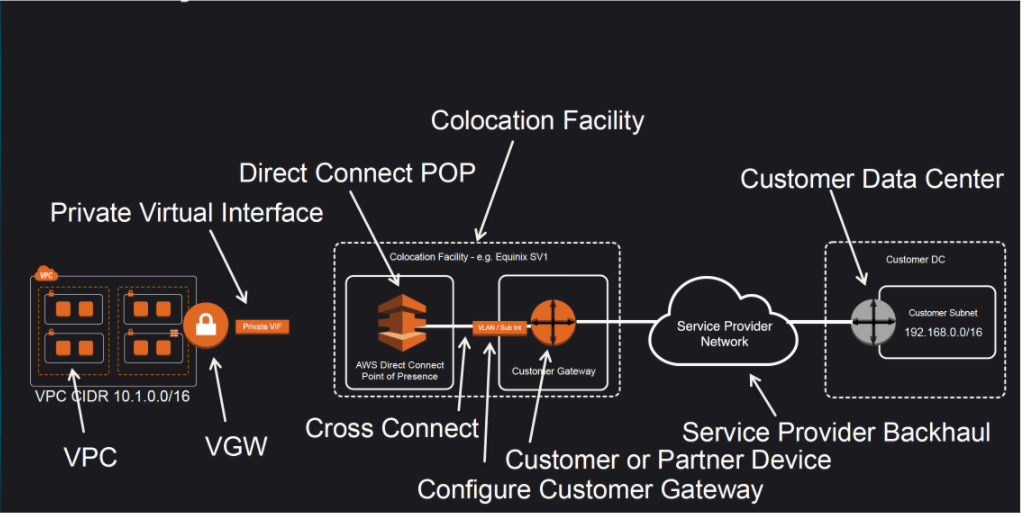 Colocation Facility
Direct Connect POP
Customer Data Center
Private Virtual Interface
Colocation Facility - e.g. Equinix SV1
Customer DC
VPC
Private VIF
VLAN / Sub Int
Service Provider
Network
Customer Subnet
192.168.0.0/16
AWS Direct Connect
Point of Presence
Customer Gateway
VPC CIDR 10.1.0.0/16
Cross Connect
Service Provider Backhaul
VPC
VGW
Customer or Partner Device
Configure Customer Gateway